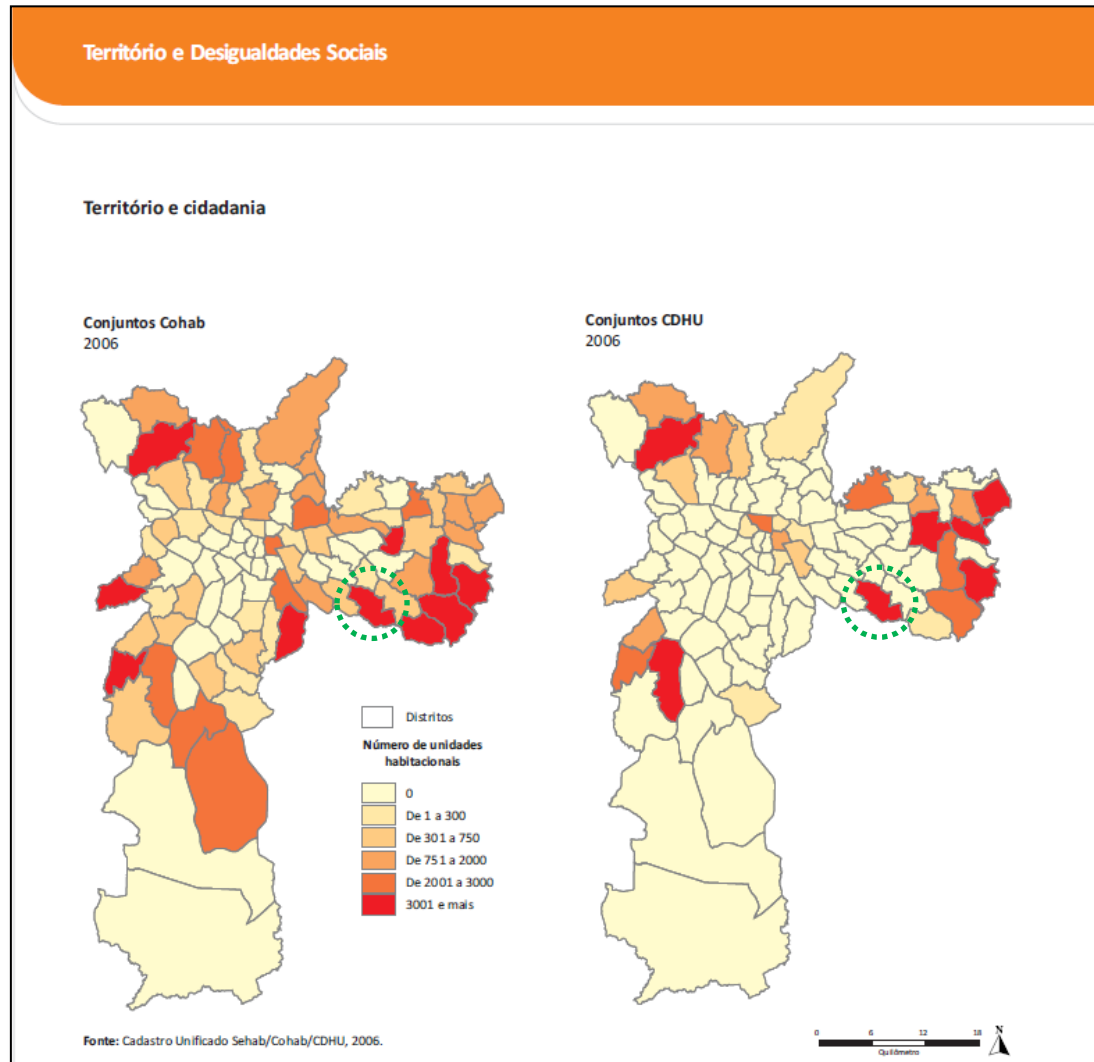 Território e Desigualdades Sociais
Território e cidadania
Conjuntos Cohab
2006
Conjuntos CDHU
2006
Distritos
Número de unidades
habitacionais
0
De 1 a 300
De 301 a 750
De 751 a 2000
De 2001 a 3000
3001 e mais
Fonte: Cadastro Unificado Sehab/Cohab/CDHU, 2006.
0 6 12 18
Quilômetro
N